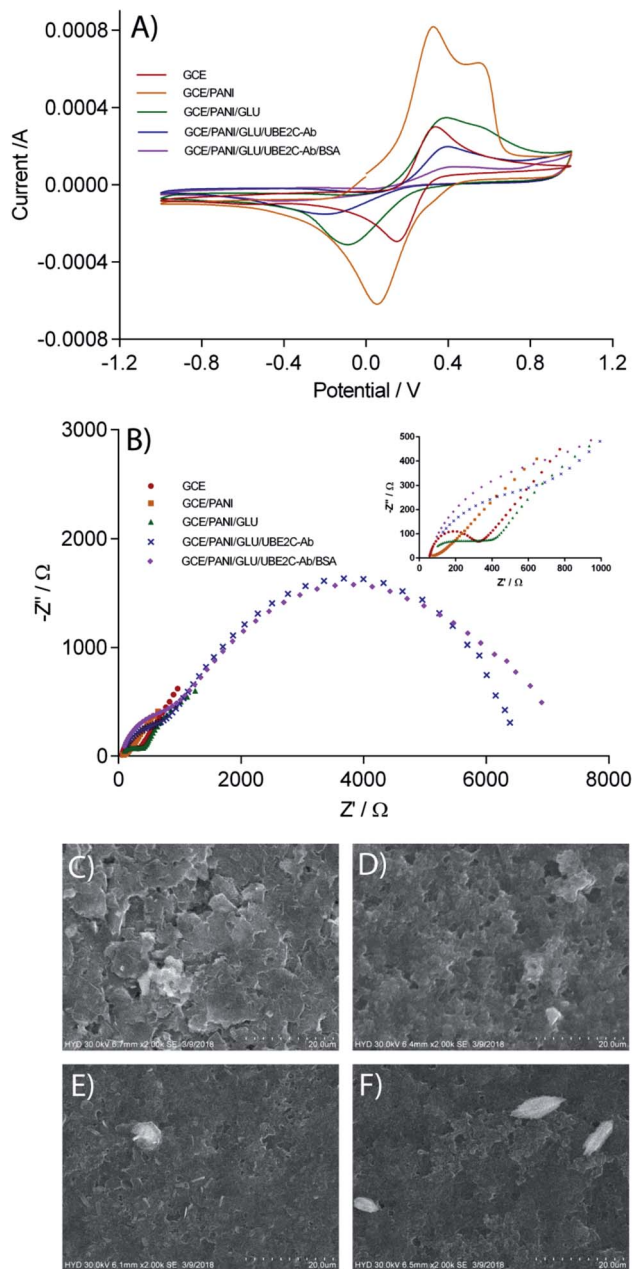 A)
0.0008
0.0004
0.0000
-0.0004
-0.0008
Current /A
GCE
GCE/PANI
GCE/PANI/GLU
GCE/PANI/GLU/UBE2C-Ab
GCE/PANI/GLU/UBE2C-Ab/BSA
-1.2 -0.8 -0.4 0.0 0.4 0.8 1.2
Potential / V
B)
3000
2000
1000
0
-Z'' / Ω
GCE
GCE/PANI
GCE/PANI/GLU
GCE/PANI/GLU/UBE2C-Ab
GCE/PANI/GLU/UBE2C-Ab/BSA
500
400
300
200
100
0
-Z'' / Ω
0 200 400 600 800 1000
Z' / Ω
0 2000 4000 6000 8000
Z' / Ω
C)
HYD 30.0kV 6.7mm x2.00k SE 3/9/2018 20.0um
D)
HYD 30.0kV 6.4mm x2.00k SE 3/9/2018 20.0um
E)
HYD 30.0kV 6.1mm x2.00k SE 3/9/2018 20.0um
F)
HYD 30.0kV 6.5mm x2.00k SE 3/9/2018 20.0um